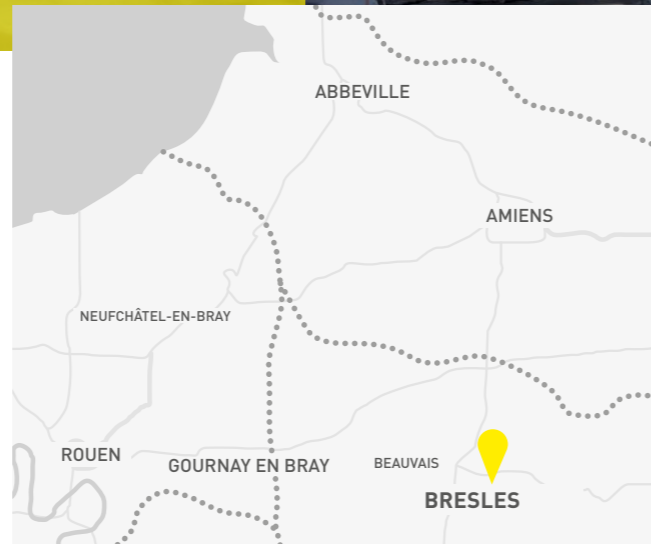 ABBEVILLE
AMIENS
NEUFCHÂTEL-EN-BRAY
ROUEN
GOURNAY EN BRAY
BEAUVAIS
BRESLES